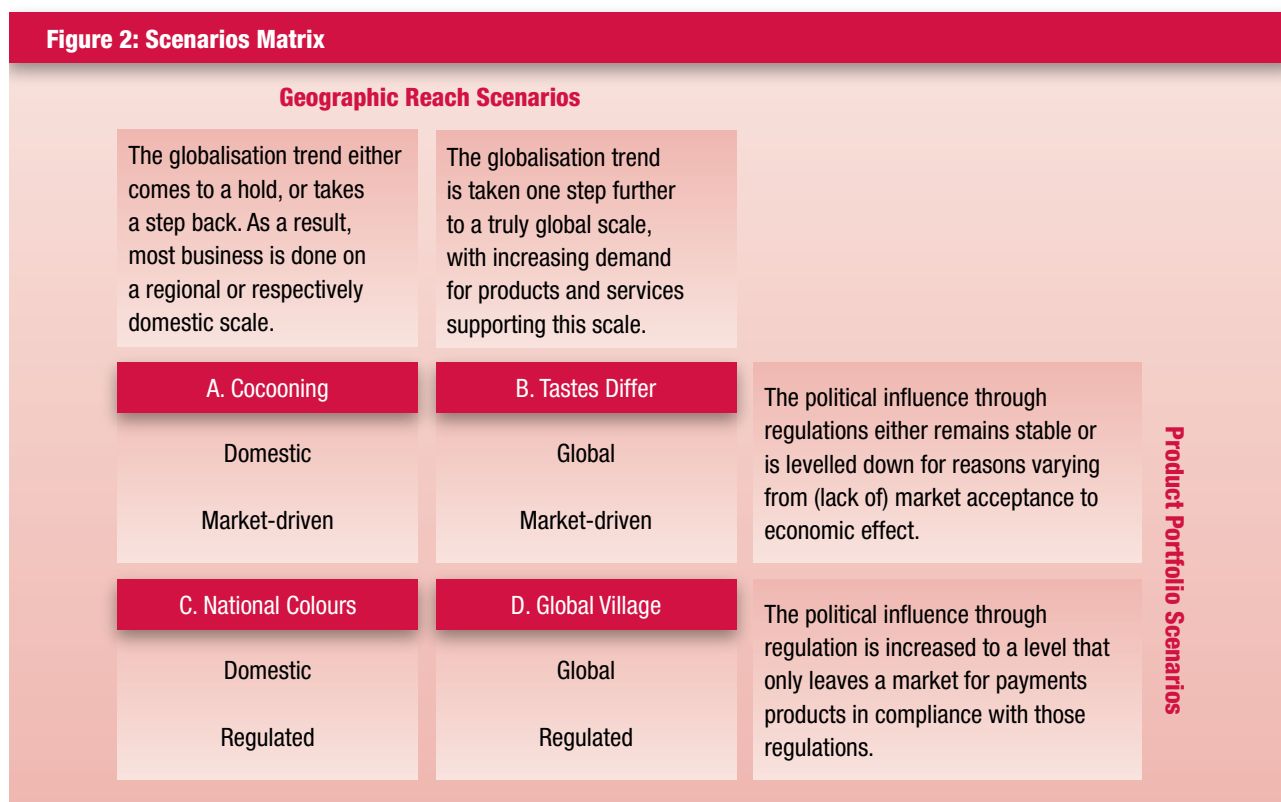 Figure 2: Scenarios Matrix
Geographic Reach Scenarios
The globalisation trend either
comes to a hold, or takes
a step back. As a result,
most business is done on
a regional or respectively
domestic scale.
The globalisation trend
is taken one step further
to a truly global scale,
with increasing demand
for products and services
supporting this scale.
A. Cocooning
Domestic
Market-driven
B. Tastes Differ
Global
Market-driven
The political influence through
regulations either remains stable or
is levelled down for reasons varying
from (lack of) market acceptance to
economic effect.
C. National Colours
Domestic
Regulated
D. Global Village
Global
Regulated
The political influence through
regulation is increased to a level that
only leaves a market for payments
products in compliance with those
regulations.
Product Portfolio Scenarios